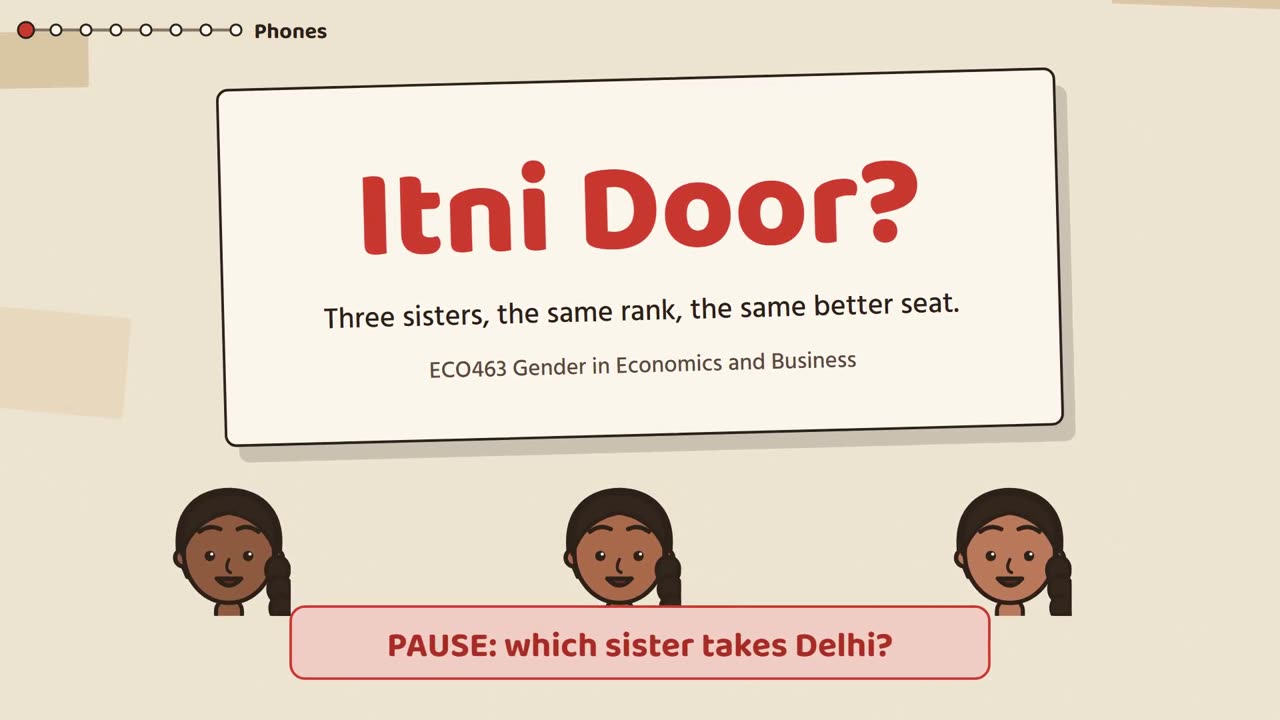 Phones
Itni Door?
Three sisters, the same rank, the same better seat.
ECO463 Gender in Economics and Business
PAUSE: which sister takes Delhi?